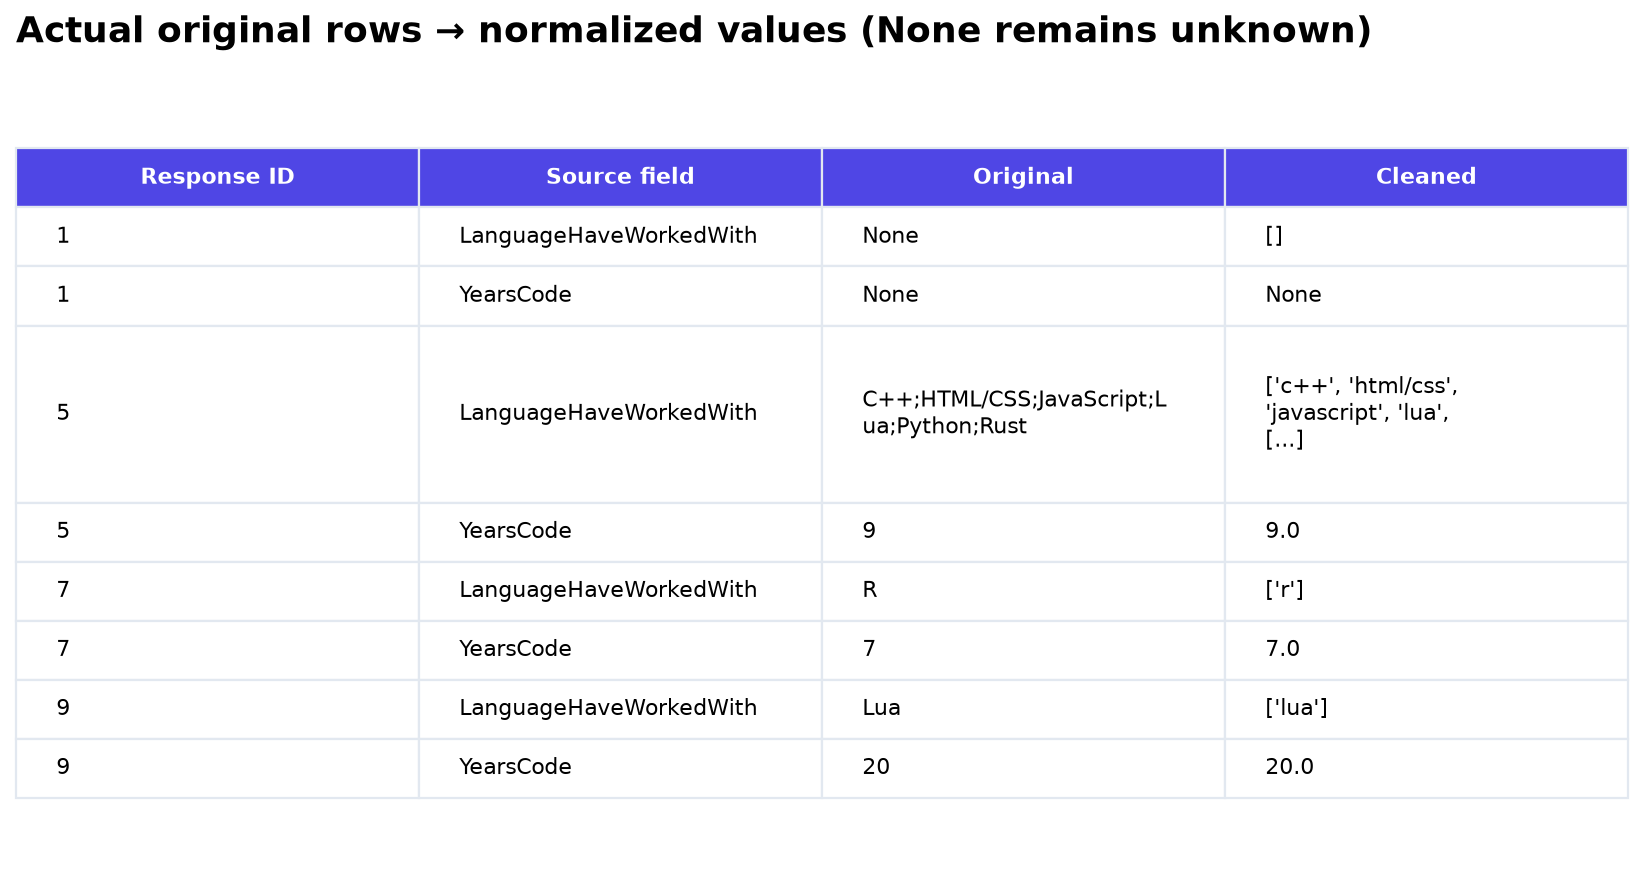 Actual original rows → normalized values (None remains unknown)
Response ID Source field Original Cleaned
1 LanguageHaveWorkedWith None []
1 YearsCode None None
5 LanguageHaveWorkedWith C++;HTML/CSS;JavaScript;L
ua;Python;Rust ['c++', 'html/css',
'javascript', 'lua',
[...]
5 YearsCode 9 9.0
7 LanguageHaveWorkedWith R ['r']
7 YearsCode 7 7.0
9 LanguageHaveWorkedWith Lua ['lua']
9 YearsCode 20 20.0